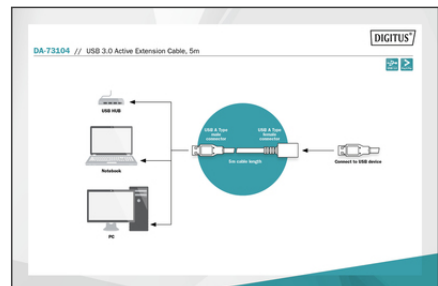 DIGITUS®
DA-73104 // USB 3.0 Active Extension Cable, 5m
USB HUB
Notebook
PC
USB A Type
male
connector
USB A Type
female
connector
5m cable length
Connect to USB device